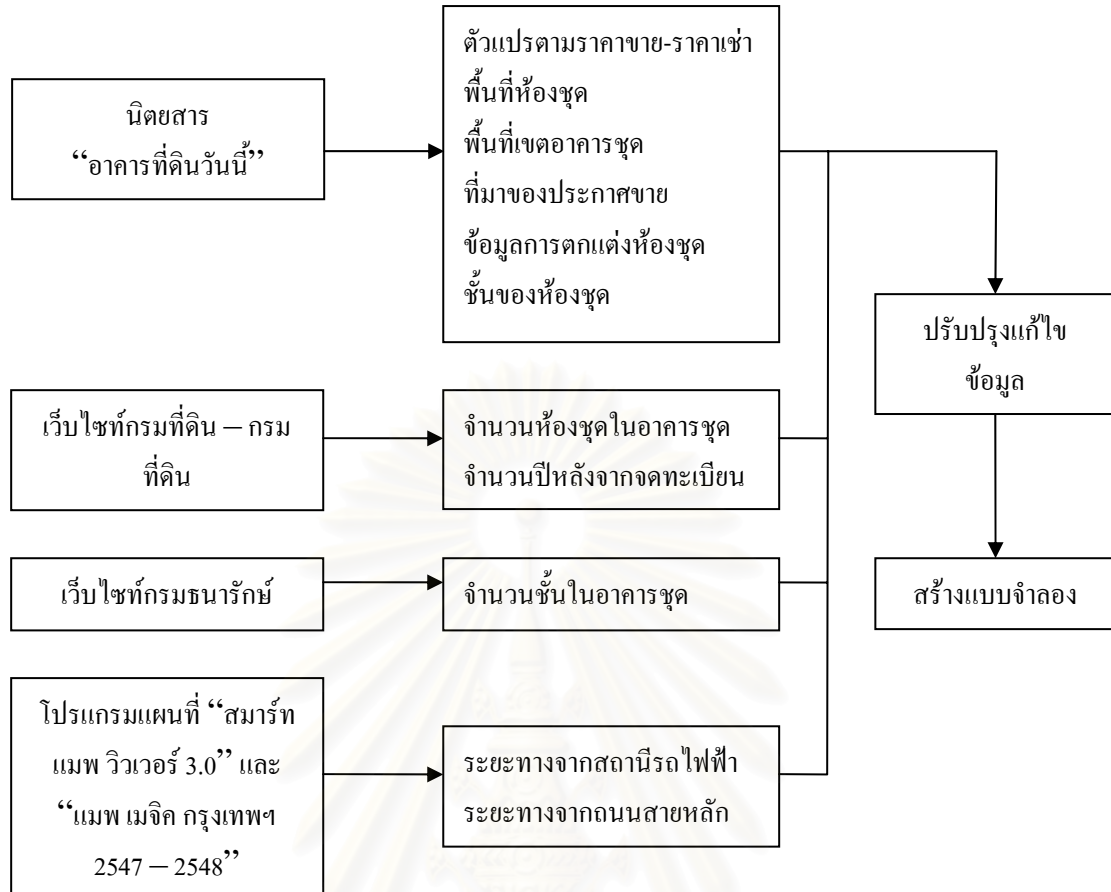 นิตยสาร
“อาคารที่ดินวันนี้”
ตัวแปรตามราคาขาย-ราคาเช่า
พื้นที่ห้องชุด
พื้นที่เขตอาคารชุด
ที่มาของประกาศขาย
ข้อมูลการตกแต่งห้องชุด
ชั้นของห้องชุด
ปรับปรุงแก้ไข
ข้อมูล
เว็บไซท์กรมที่ดิน – กรม
ที่ดิน
จำนวนห้องชุดในอาคารชุด
จำนวนปีหลังจากจดทะเบียน
เว็บไซท์กรมธนารักษ์
จำนวนชั้นในอาคารชุด
สร้างแบบจำลอง
โปรแกรมแผนที่ “สมาร์ท
แมพ วิวเวอร์ 3.0” และ
“แมพ เมจิค กรุงเทพฯ
2547 – 2548”
ระยะทางจากสถานีรถไฟฟ้า
ระยะทางจากถนนสายหลัก